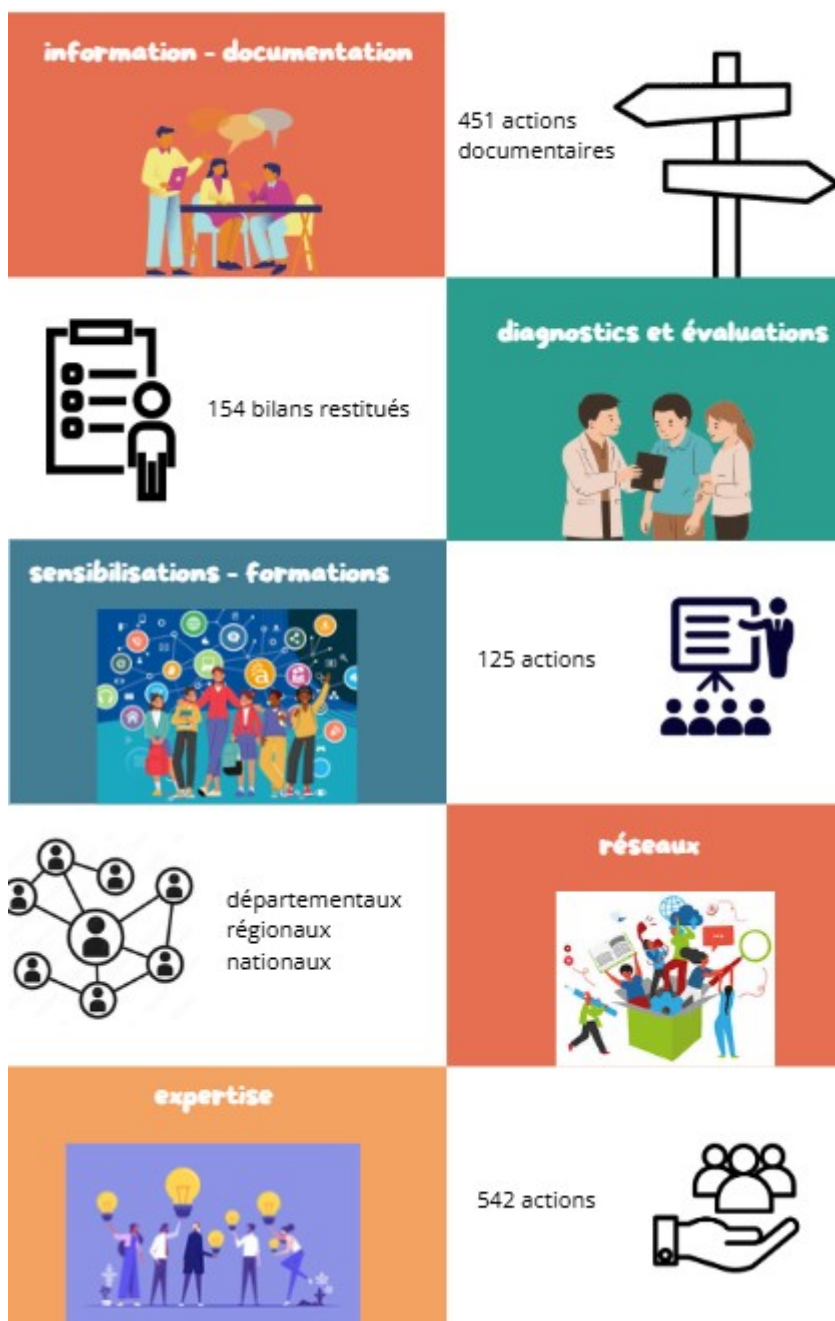 information - documentation
451 actions
documentaires
diagnostics et évaluations
154 bilans restitués
sensibilisations - formations
125 actions
réseaux
départementaux
régionaux
nationaux
expertise
542 actions